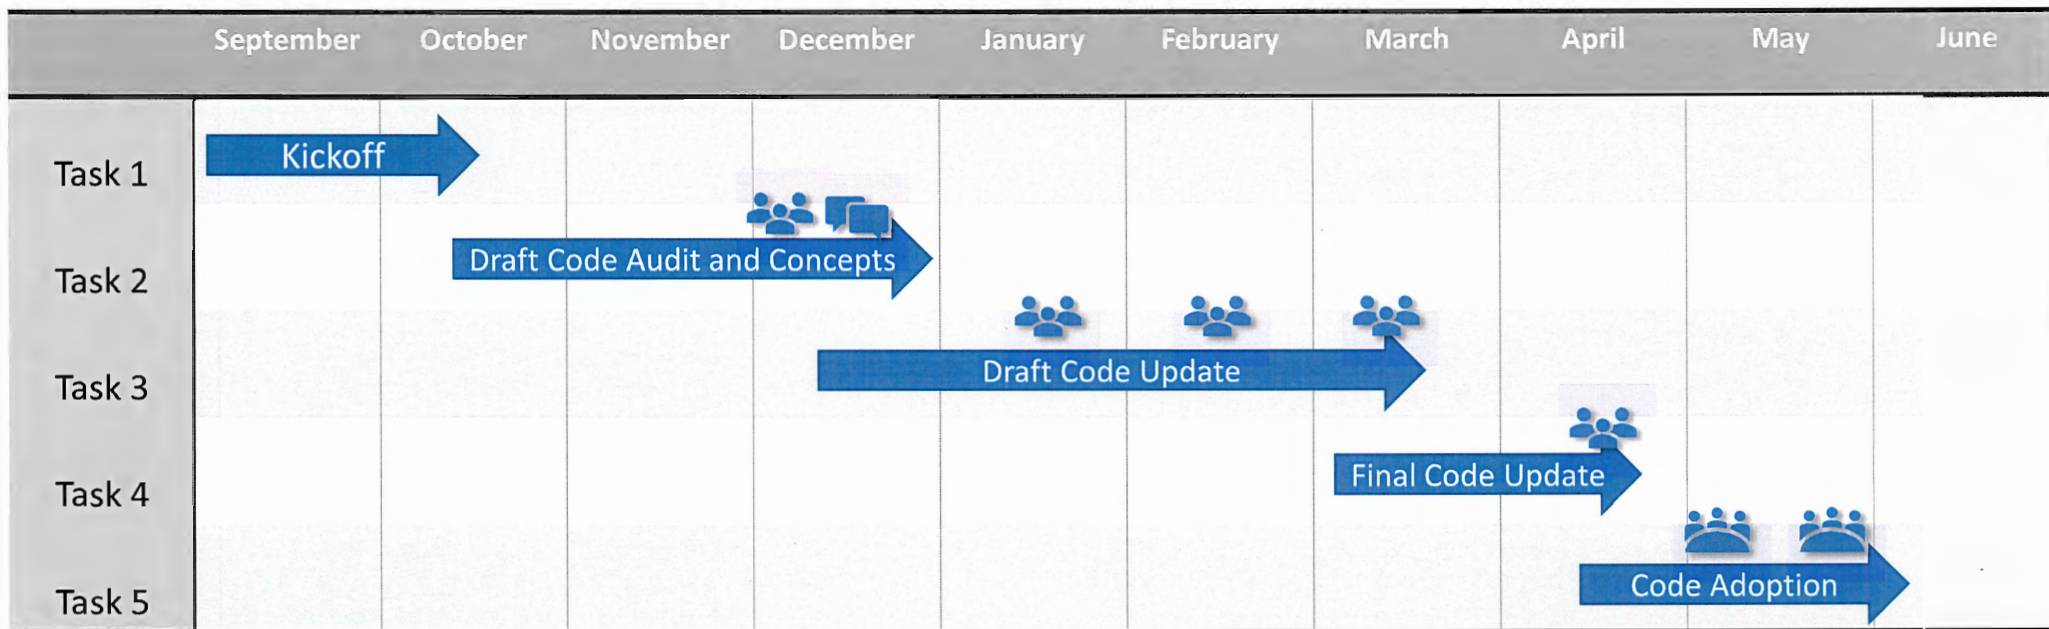 September October November December January February March April May June
Task 1 Kickoff
Task 2 Draft Code Audit and Concepts
Task 3 Draft Code Update
Task 4 Final Code Update
Task 5 Code Adoption